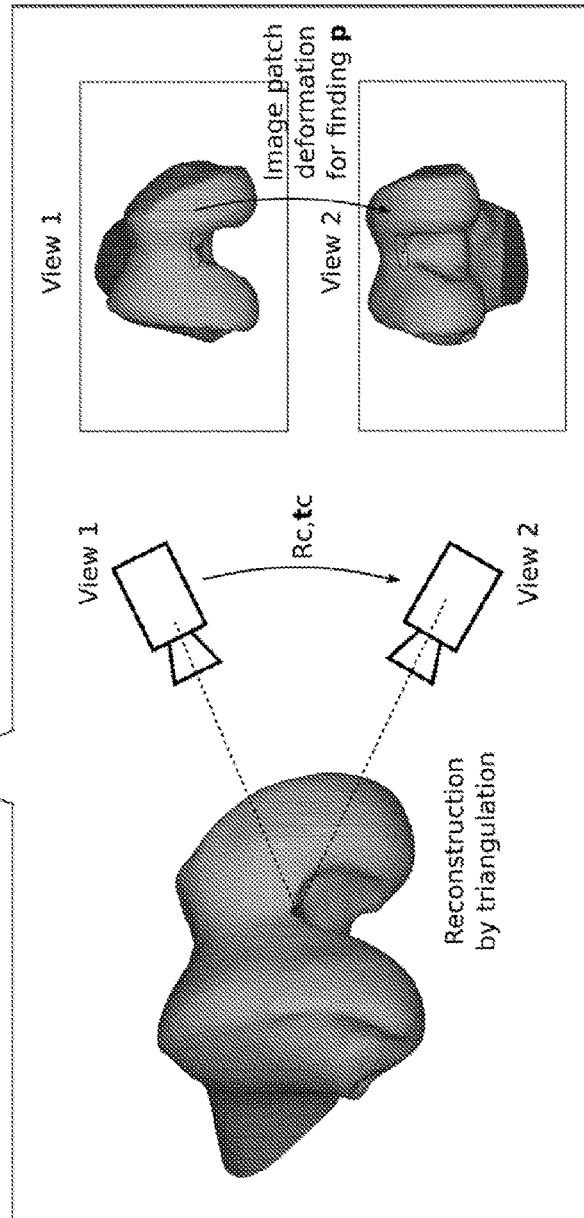 View 1
Rc,tc
View 2
Reconstruction
by triangulation
View 1
Image patch
deformation
for finding p
View 2